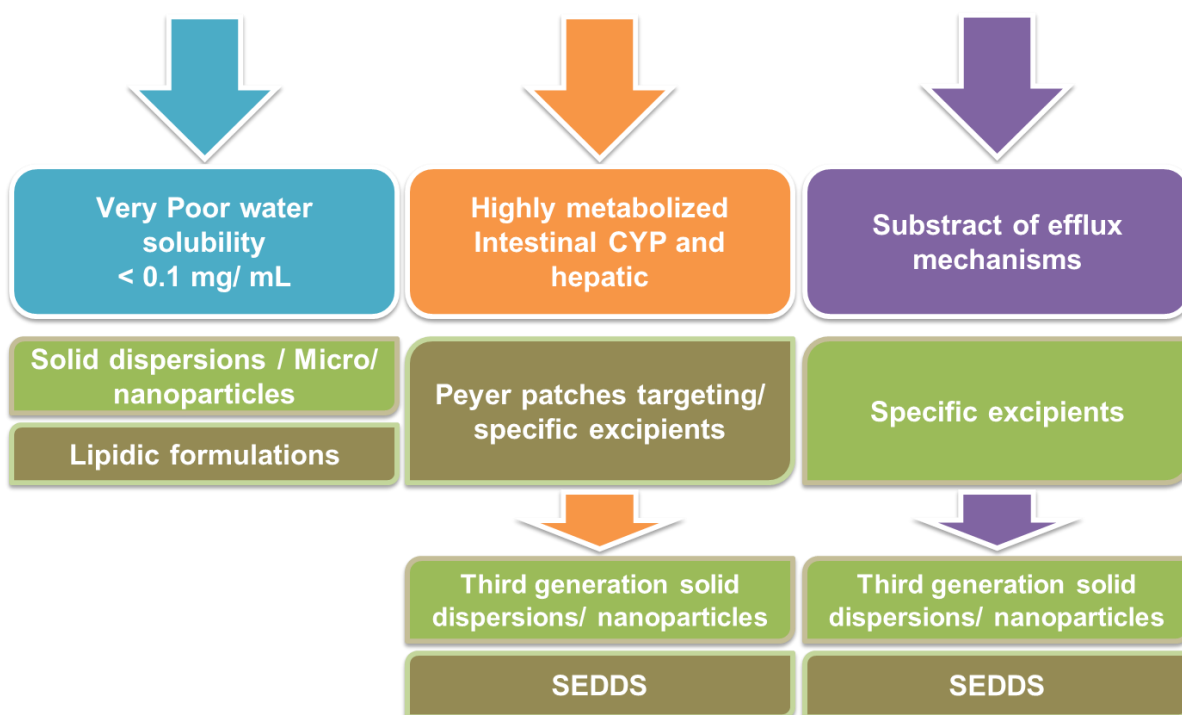 Very Poor water
solubility
< 0.1 mg/ mL
Solid dispersions / Micro/
nanoparticles
Lipidic formulations
Highly metabolized
Intestinal CYP and
hepatic
Peyer patches targeting/
specific excipients
Third generation solid
dispersions/ nanoparticles
SEDDS
Substract of efflux
mechanisms
Specific excipients
Third generation solid
dispersions/ nanoparticles
SEDDS